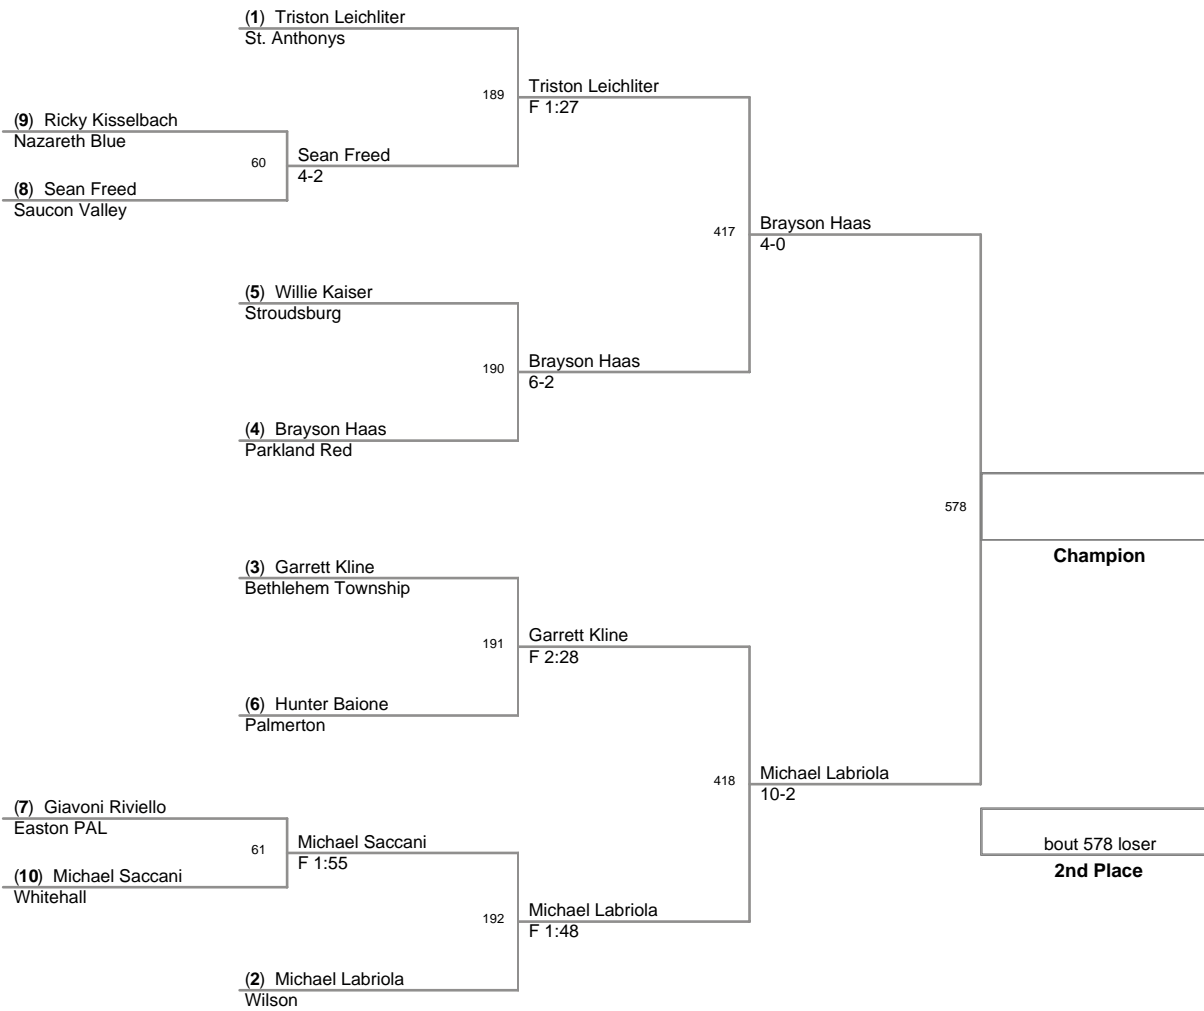 (1) Triston Leichliter
St. Anthonys
189
Triston Leichliter
F 1:27
(9) Ricky Kisselbach
Nazareth Blue
60
Sean Freed
4-2
(8) Sean Freed
Saucon Valley
417
Brayson Haas
4-0
(5) Willie Kaiser
Stroudsburg
190
Brayson Haas
6-2
(4) Brayson Haas
Parkland Red
578
Champion
(3) Garrett Kline
Bethlehem Township
191
Garrett Kline
F 2:28
(6) Hunter Baione
Palmerton
418
Michael Labriola
10-2
(7) Giavoni Riviello
Easton PAL
61
Michael Saccani
F 1:55
(10) Michael Saccani
Whitehall
bout 578 loser
2nd Place
192
Michael Labriola
F 1:48
(2) Michael Labriola
Wilson